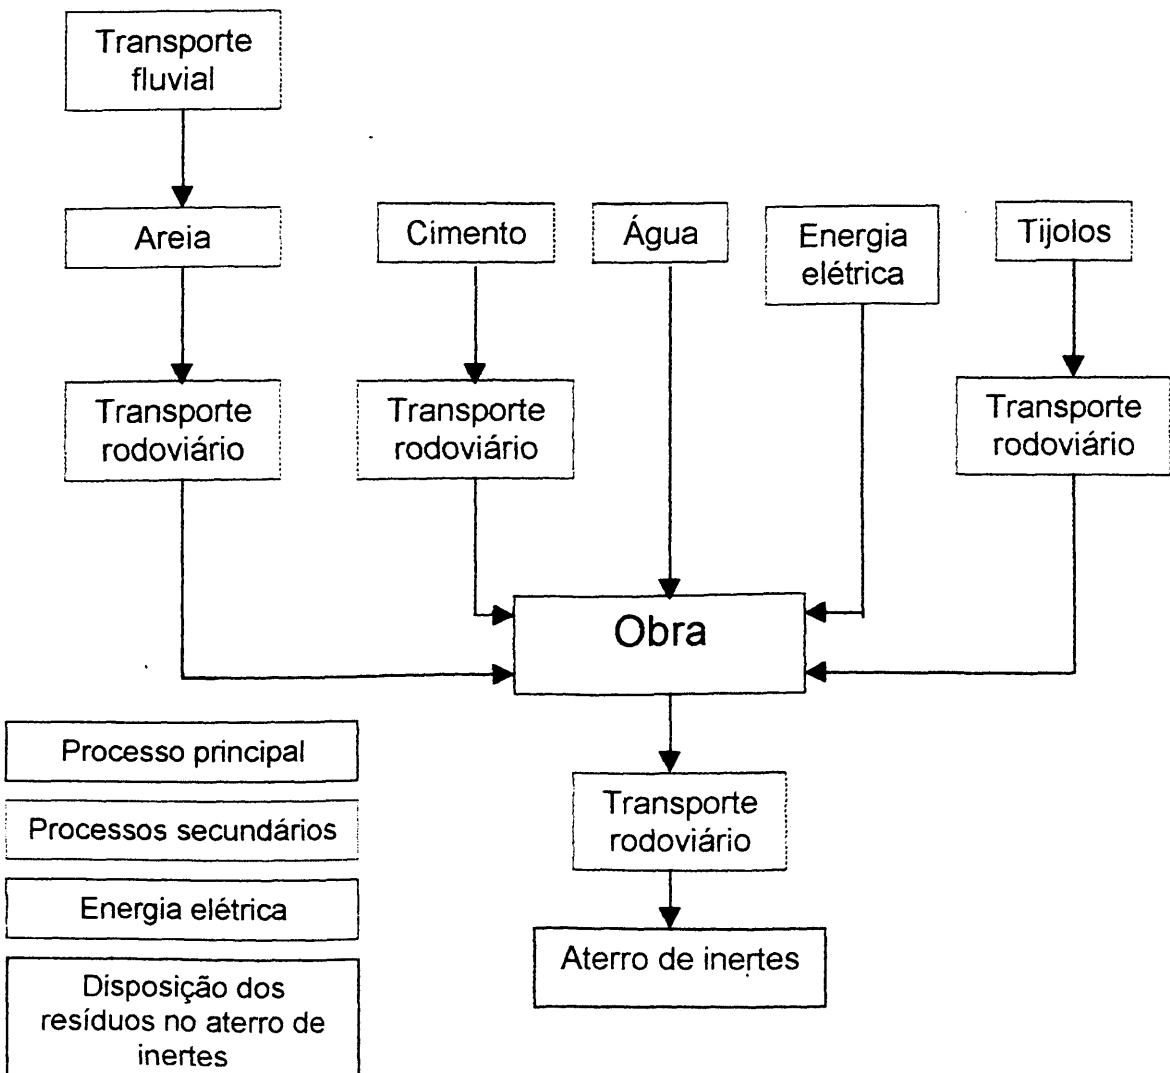 Transporte
fluvial
Areia
Cimento
Água
Energia
elétrica
Tijolos
Transporte
rodoviário
Transporte
rodoviário
Transporte
rodoviário
Obra
Processo principal
Processos secundários
Energia elétrica
Disposição dos
resíduos no aterro de
inertes
Transporte
rodoviário
Aterro de inertes